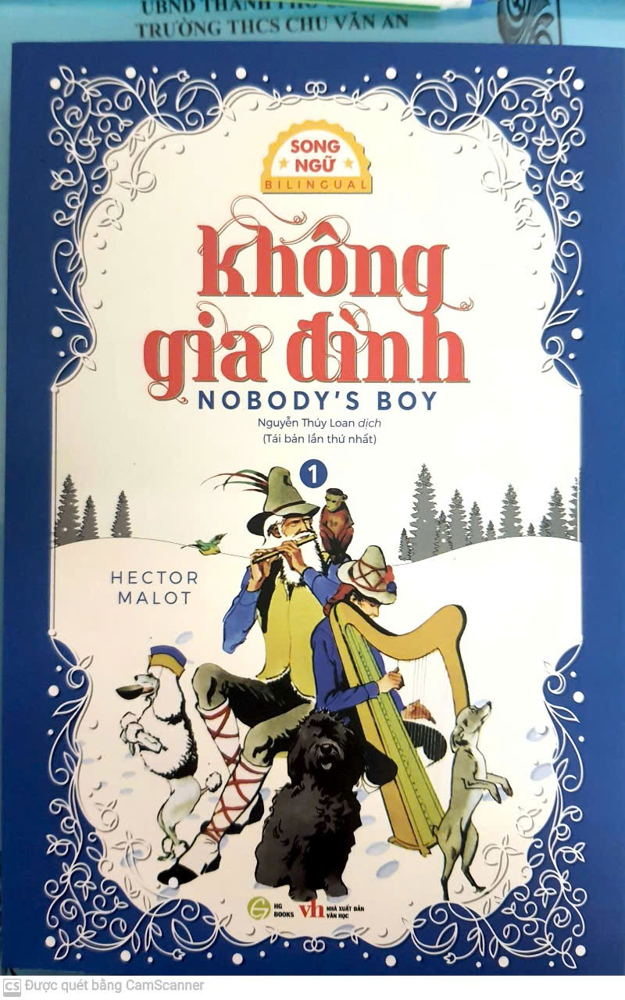 UBND THÀNH PHỐ
TRƯỜNG THCS CHU VĂN AN
SONG
NGỮ
BILINGUAL
không
gia đình
NOBODY'S BOY
Nguyễn Thúy Loan dịch
(Tái bản lần thứ nhất)
1
HECTOR
MALOT
HG
BOOKS
vh
NHÀ XUẤT BẢN
VĂN HỌC
CS Được quét bằng CamScanner